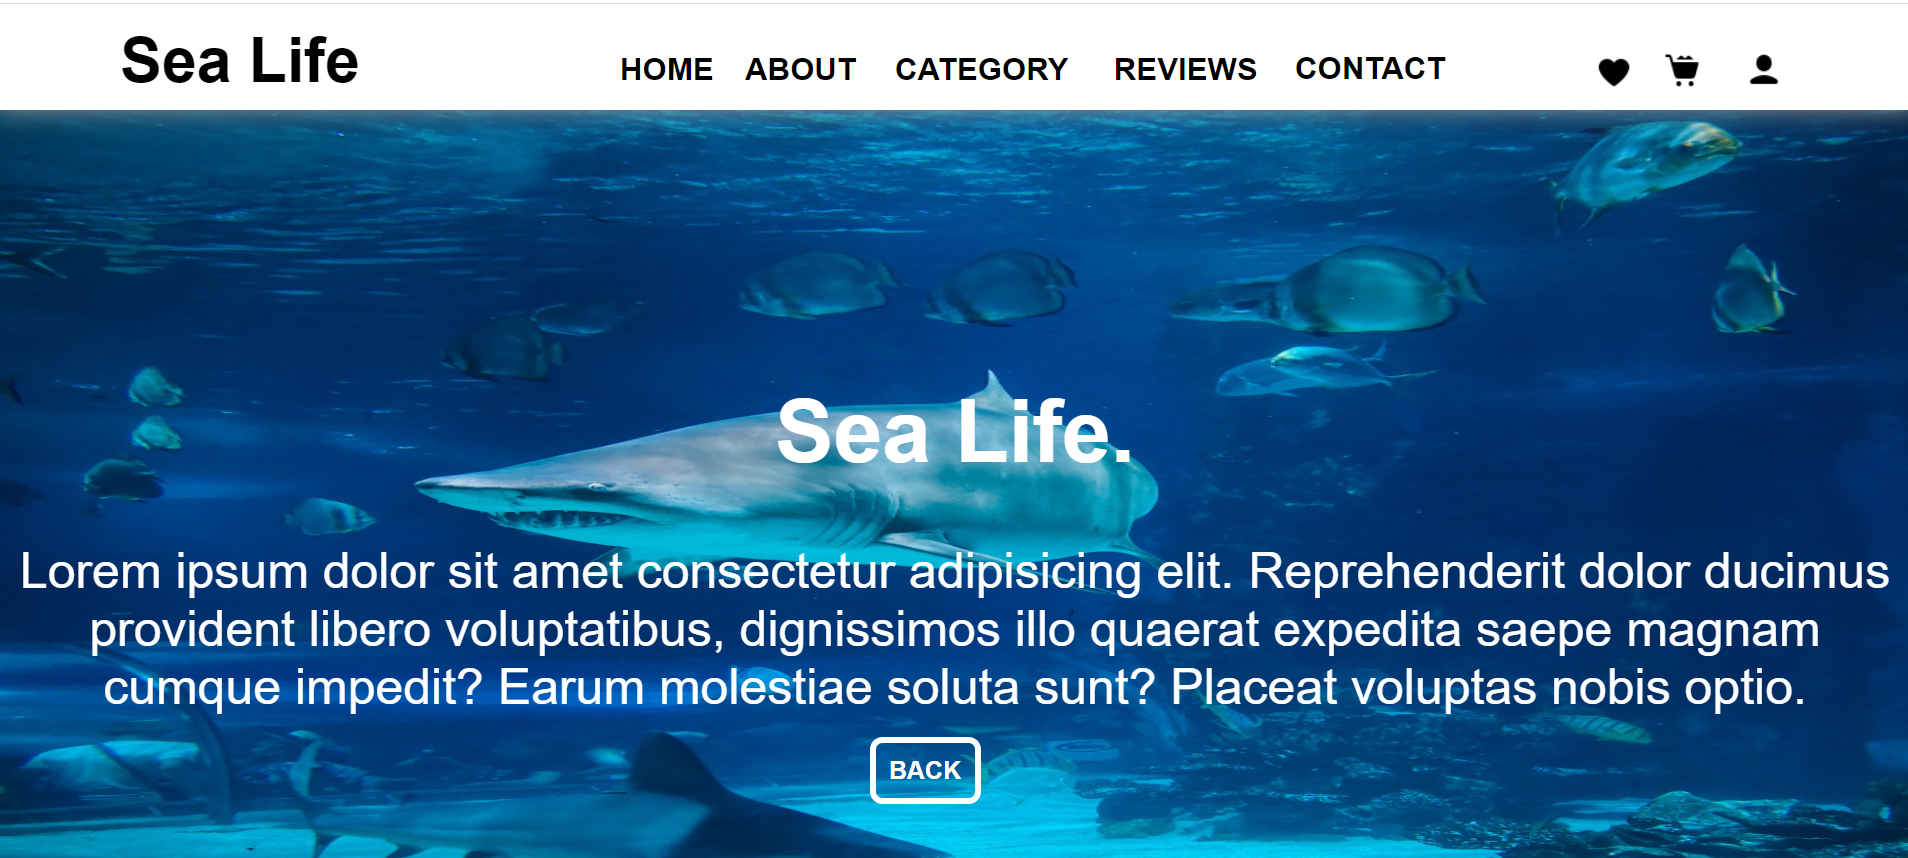 Sea Life
HOME ABOUT CATEGORY REVIEWS CONTACT
Sea Life.
Lorem ipsum dolor sit amet consectetur adipisicing elit. Reprehenderit dolor ducimus
provident libero voluptatibus, dignissimos illo quaerat expedita saepe magnam
cumque impedit? Earum molestiae soluta sunt? Placeat voluptas nobis optio.
BACK